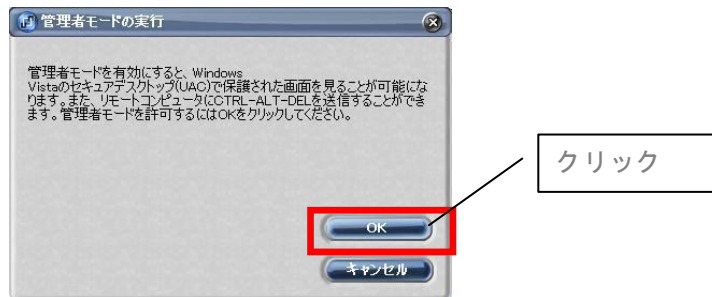 管理者モードの実行
管理者モードを有効にすると、Windows
Vistaのセキュアデスクトップ(UAC)で保護された画面を見ることが可能にな
ります。また、リモートコンピュータにCTRL-ALT-DELを送信することができ
ます。管理者モードを許可するにはOKをクリックしてください。
クリック
OK
キャンセル